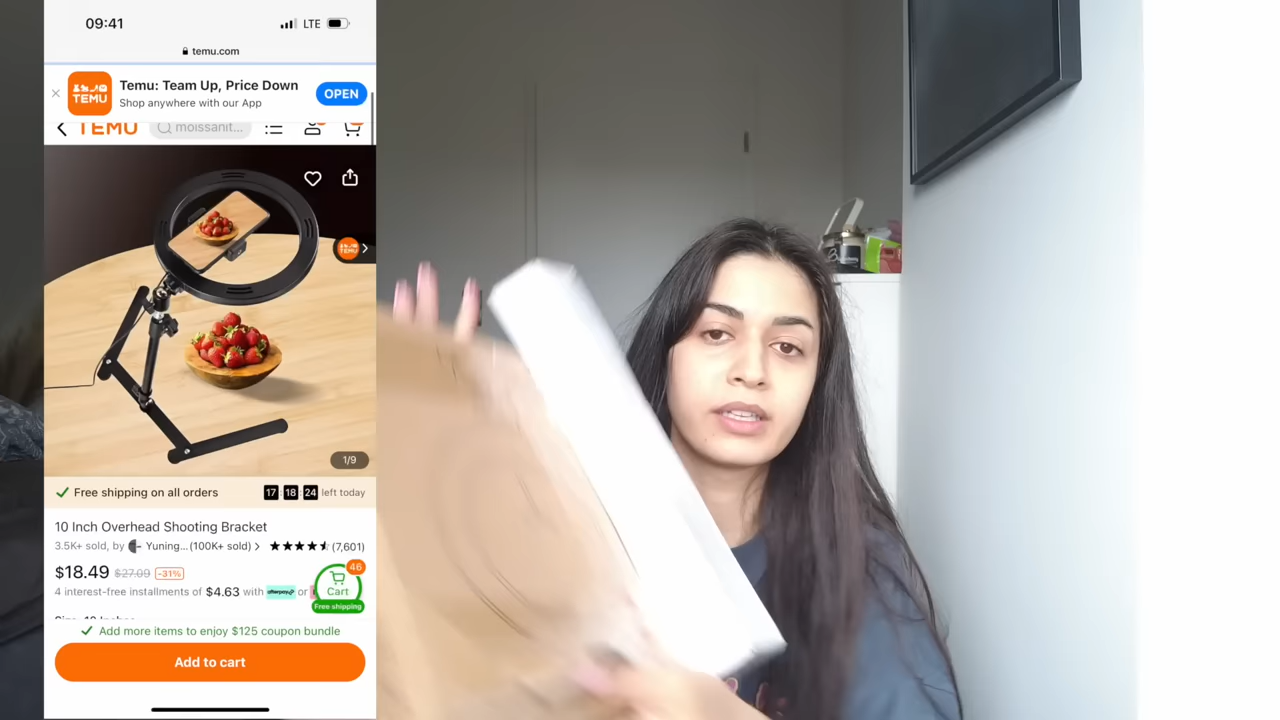 09:41
LTE
temu.com
TEMU
Temu: Team Up, Price Down
Shop anywhere with our App
OPEN
TEMU
moissanit...
TEMU
1/9
Free shipping on all orders
17 18 24 left today
10 Inch Overhead Shooting Bracket
3.5K+ sold, by Yuning... (100K+ sold) > (7,601)
$18.49 $27.09 -31%
46
Cart
Free shipping
4 interest-free installments of $4.63 with afterpay or
Add more items to enjoy $125 coupon bundle
Add to cart